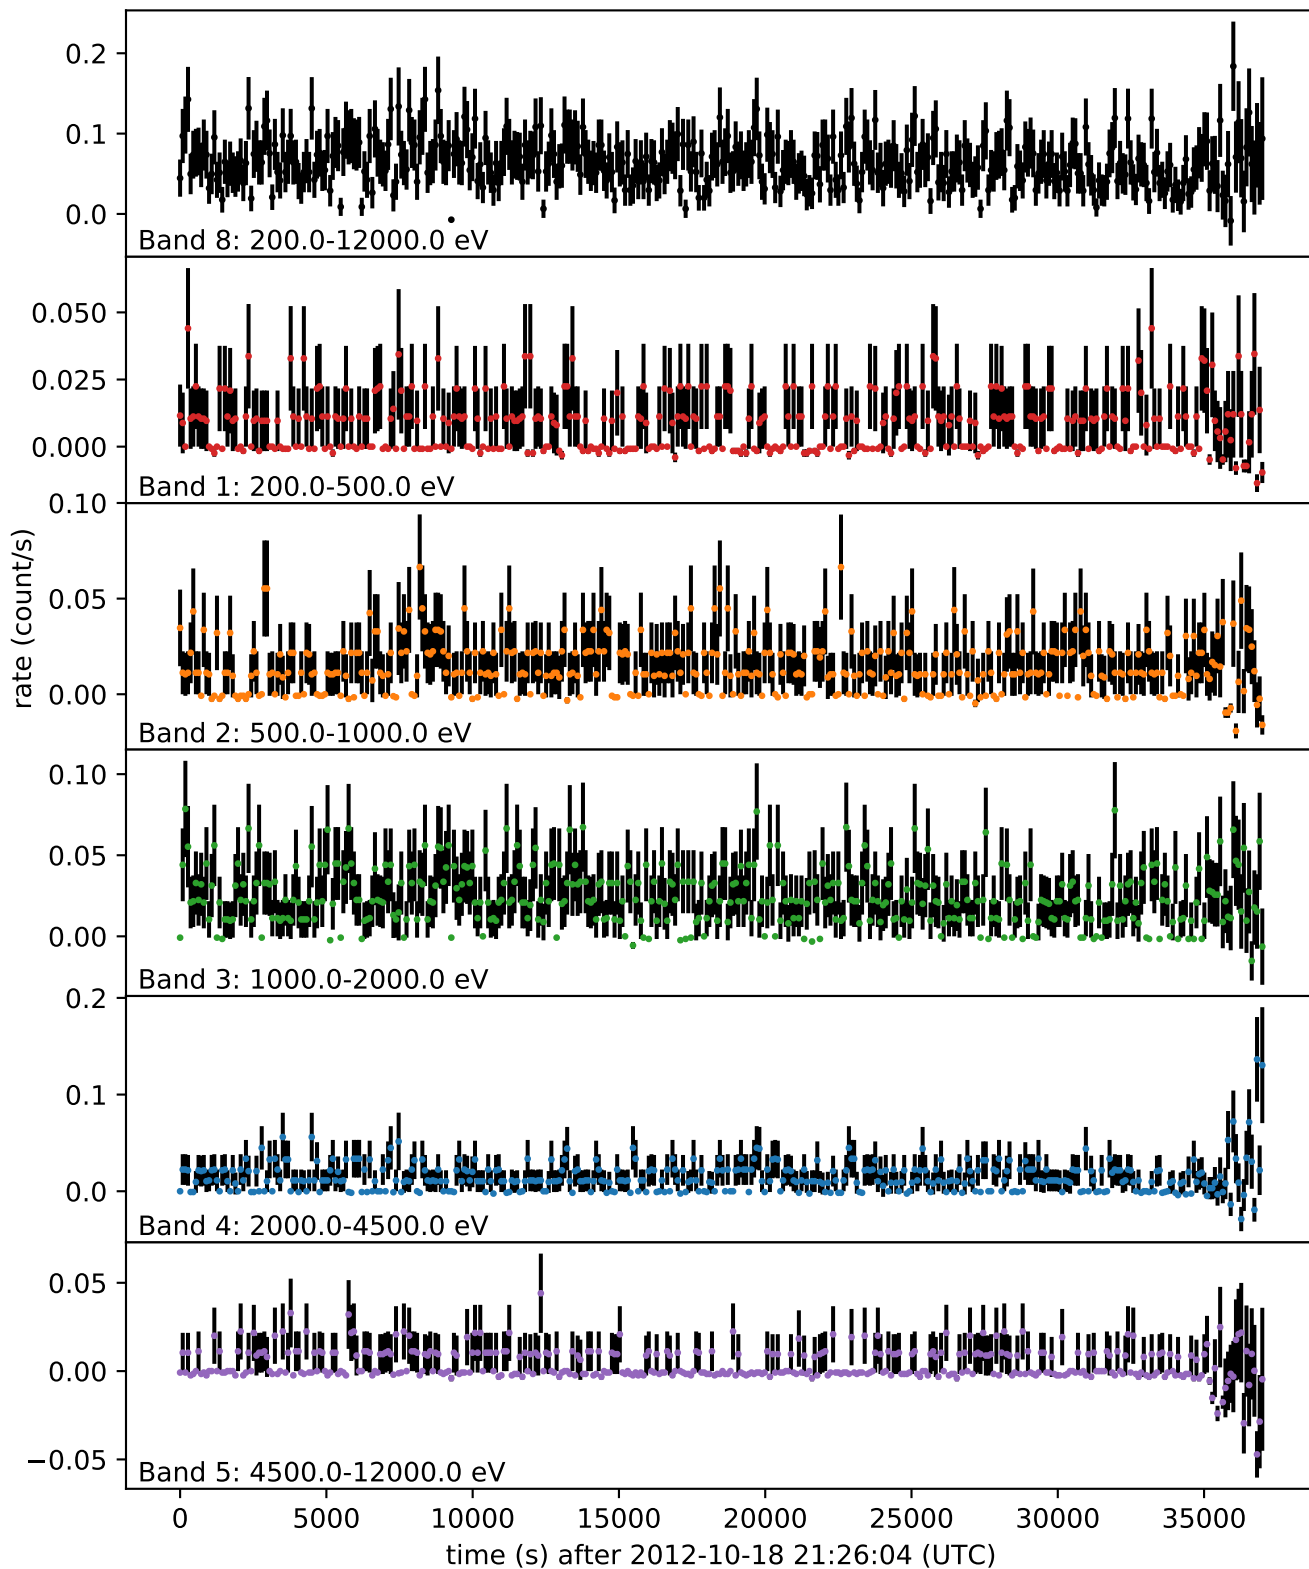 0.2
0.1
0.0
Band 8: 200.0-12000.0 eV
0.050
0.025
0.000
Band 1: 200.0-500.0 eV
0.10
0.05
0.00
Band 2: 500.0-1000.0 eV
rate (count/s)
0.10
0.05
0.00
Band 3: 1000.0-2000.0 eV
0.2
0.1
0.0
Band 4: 2000.0-4500.0 eV
0.05
0.00
−0.05
Band 5: 4500.0-12000.0 eV
0 5000 10000 15000 20000 25000 30000 35000
time (s) after 2012-10-18 21:26:04 (UTC)